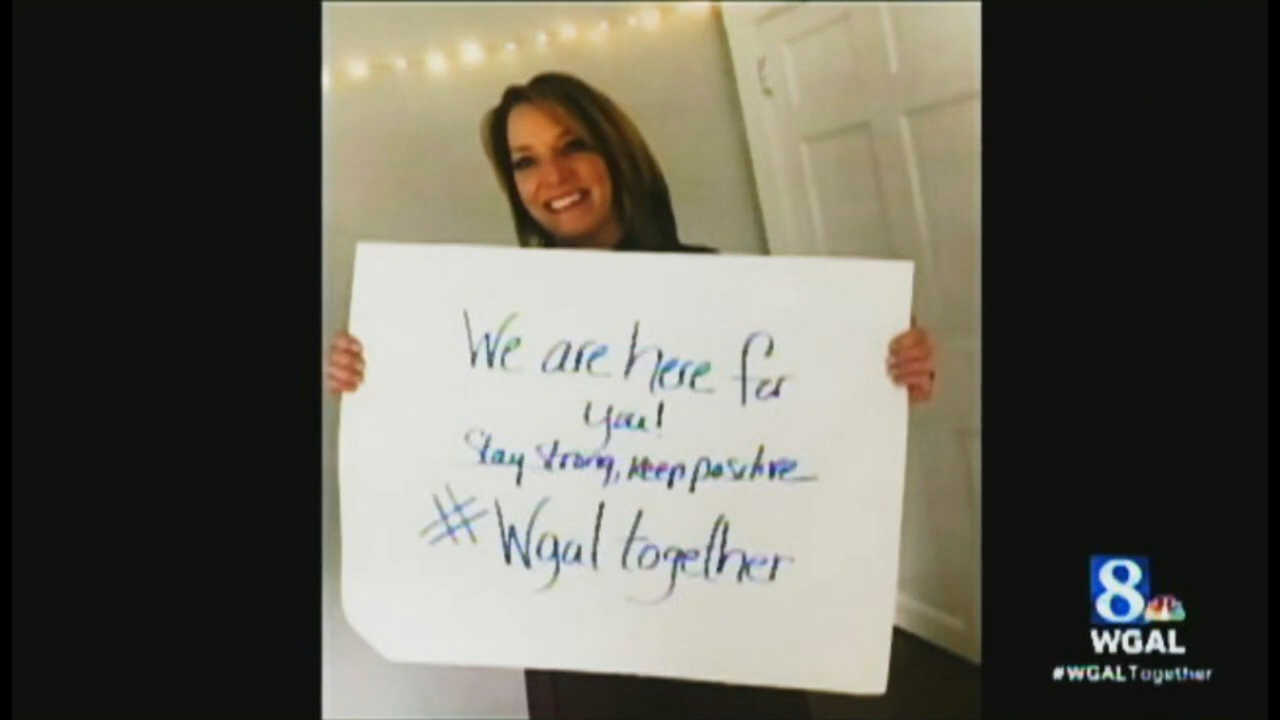 We are here for
you!
Stay strong, keep positive
#Wgal together
8
WGAL
#WGALTogether